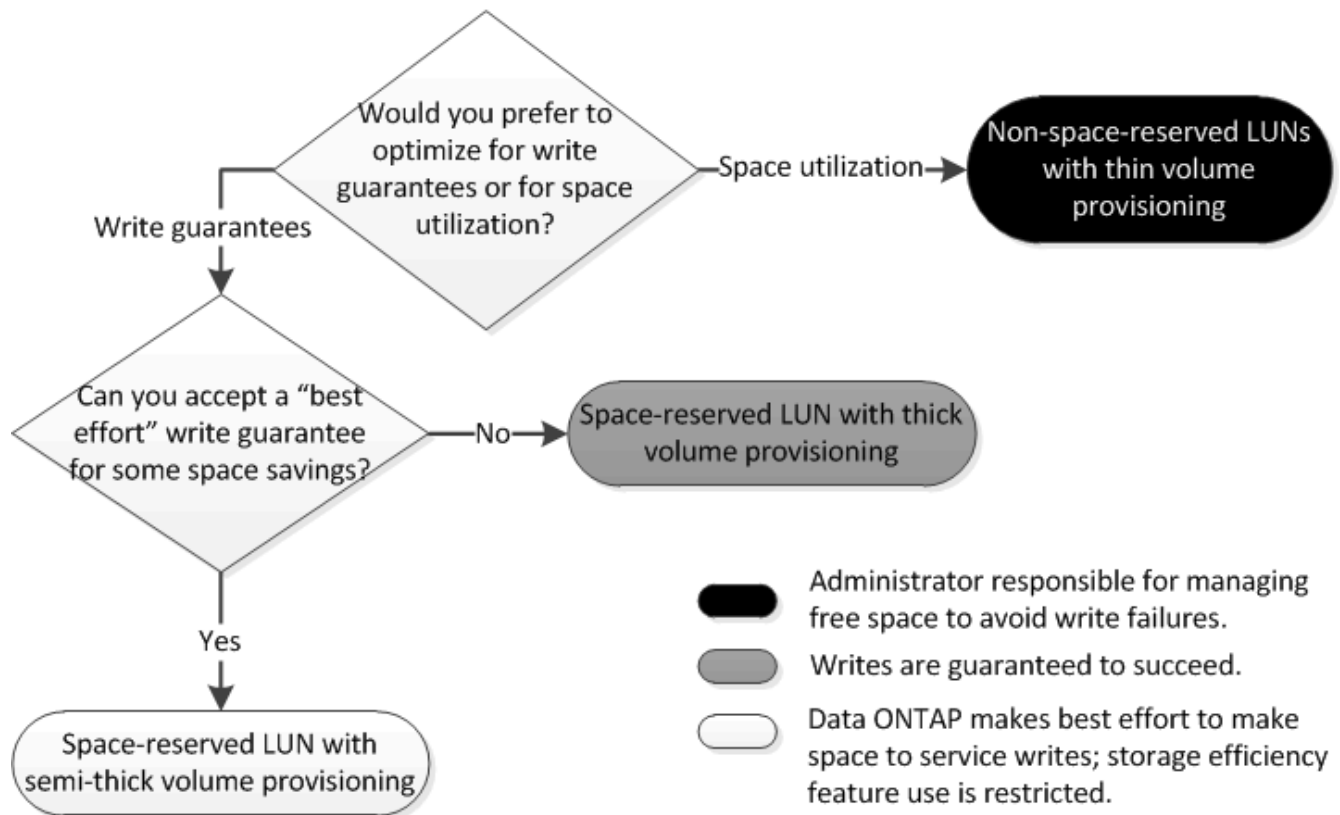 Would you prefer to
optimize for write
guarantees or for space
utilization?
Space utilization
Non-space-reserved LUNs
with thin volume
provisioning
Write guarantees
Can you accept a “best
effort” write guarantee
for some space savings?
No
Space-reserved LUN with thick
volume provisioning
Yes
Space-reserved LUN with
semi-thick volume provisioning
Administrator responsible for managing
free space to avoid write failures.
Writes are guaranteed to succeed.
Data ONTAP makes best effort to make
space to service writes; storage efficiency
feature use is restricted.